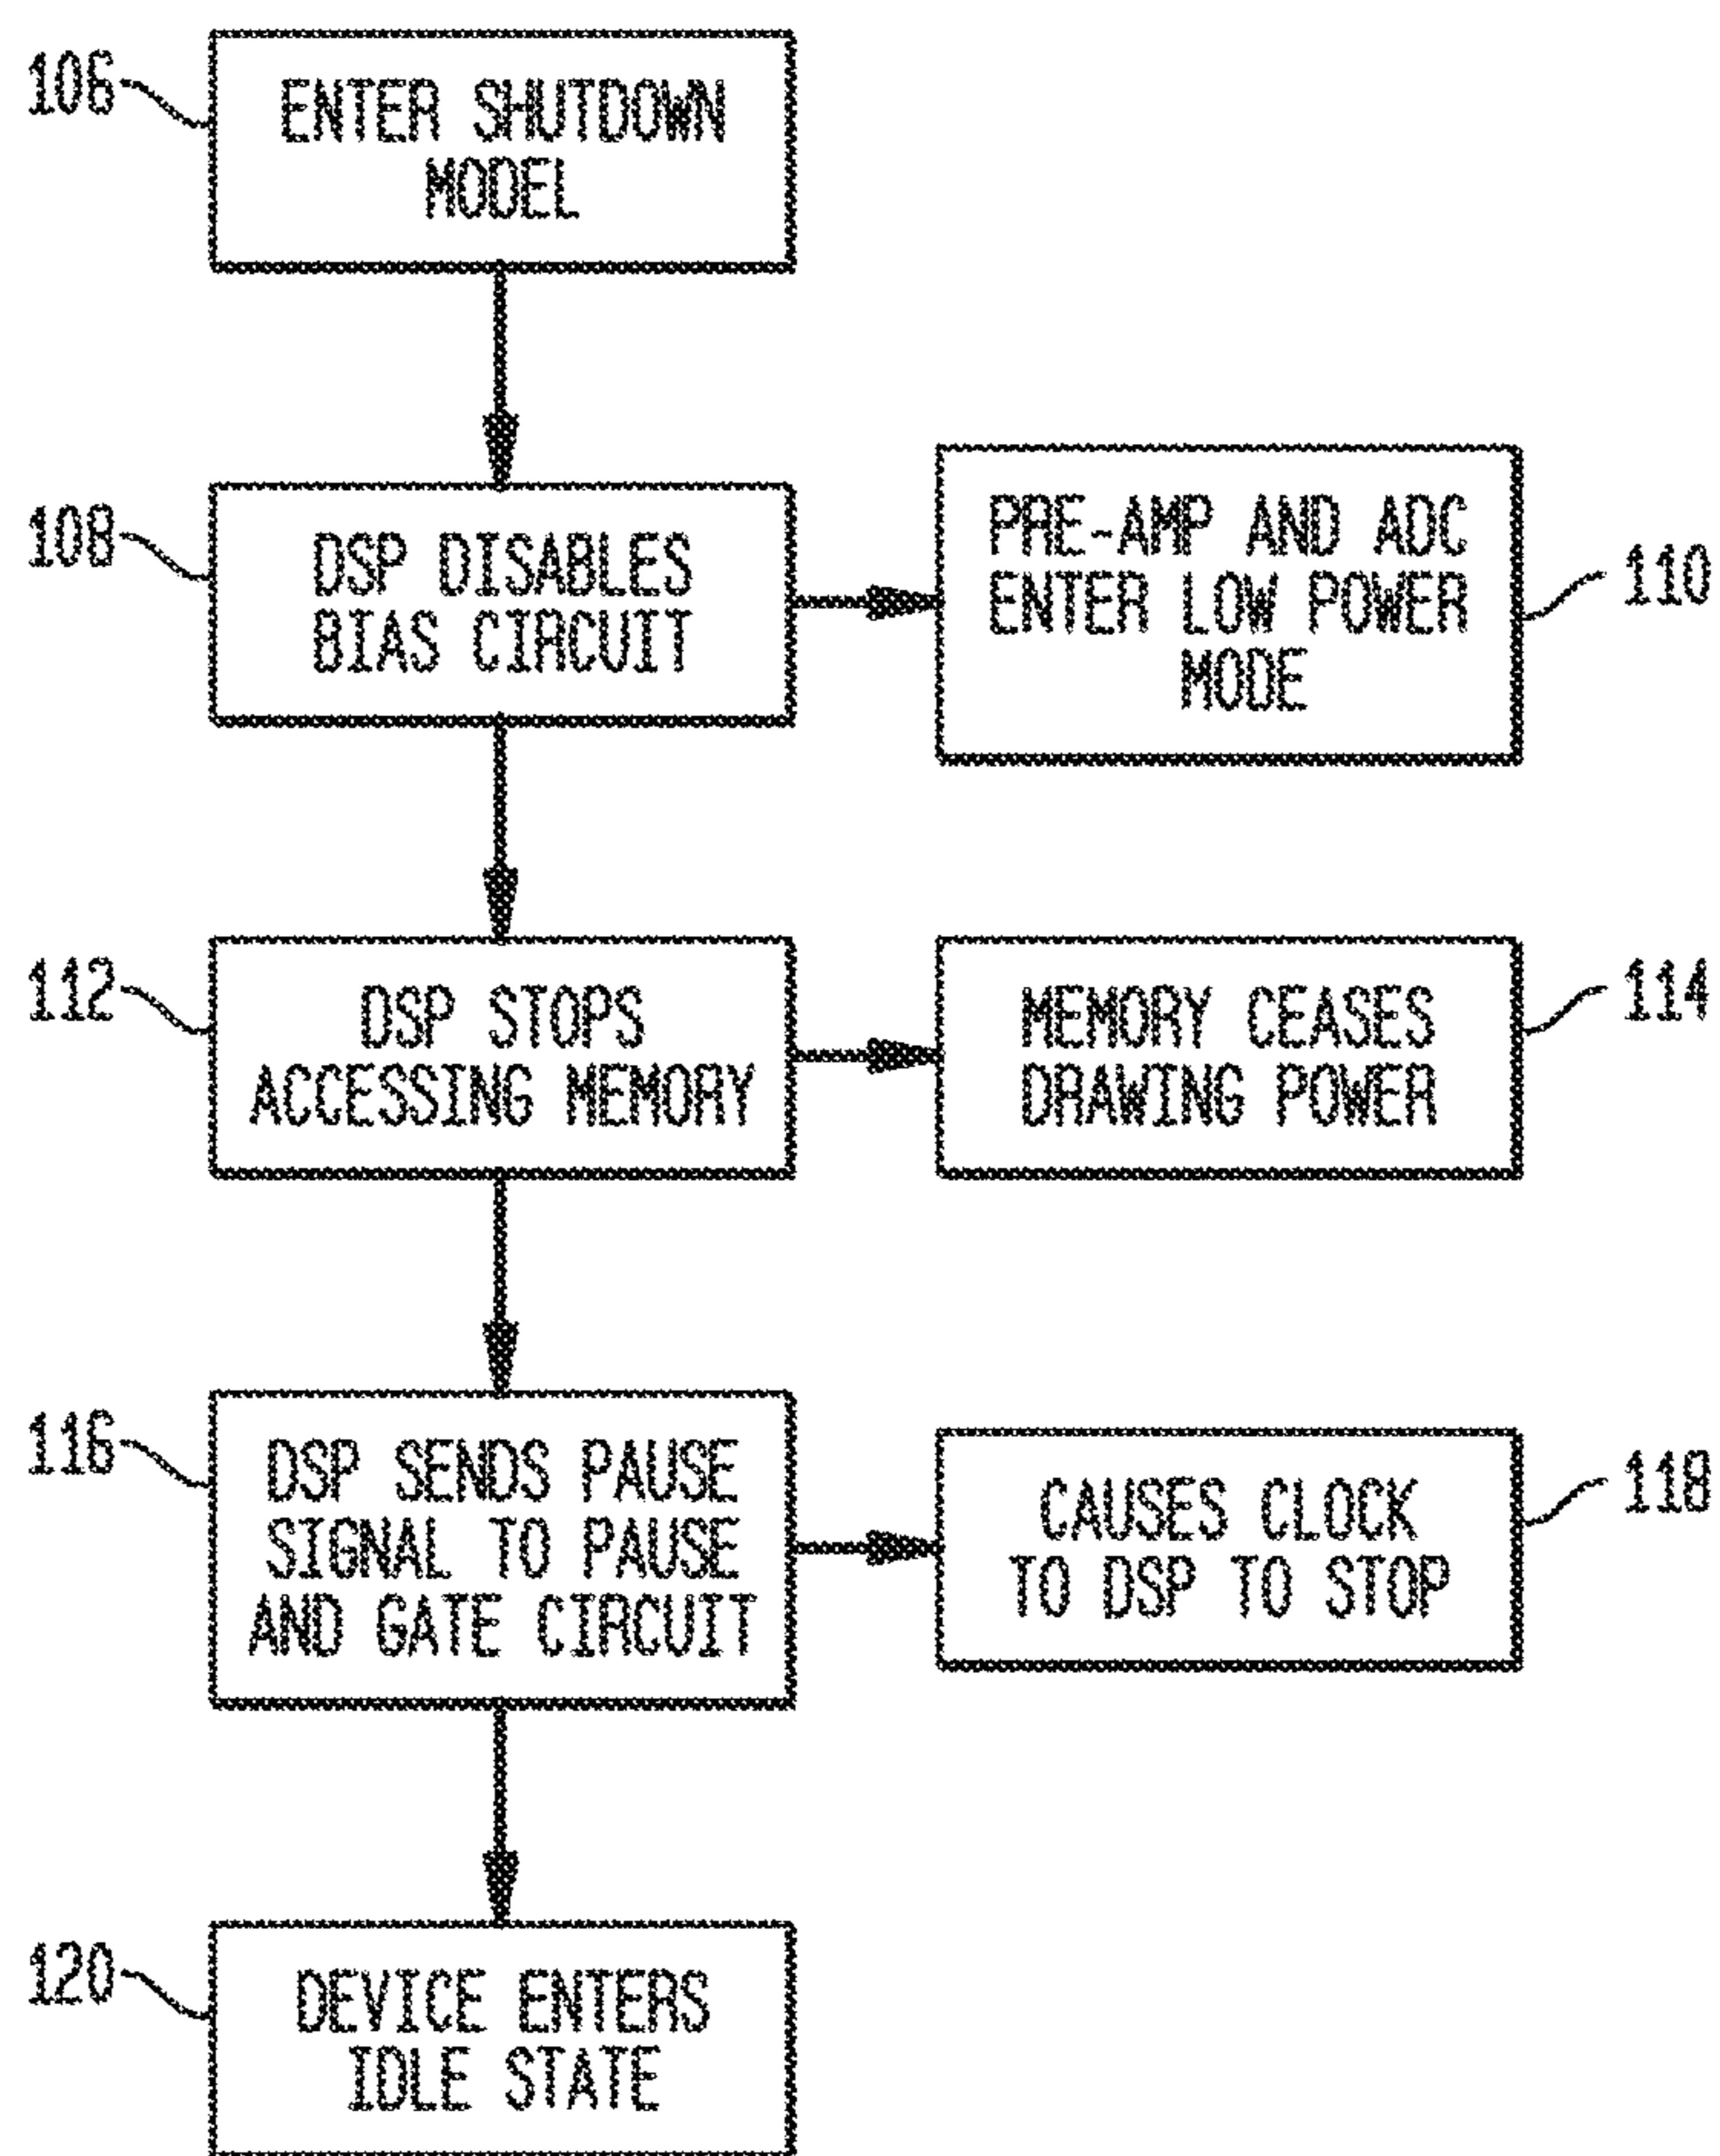 106
ENTER SHUTDOWN
MODEL
108
DSP DISABLES
BIAS CIRCUIT
PRE-AMP AND ADC
ENTER LOW POWER
MODE
110
112
DSP STOPS
ACCESSING MEMORY
MEMORY CEASES
DRAWING POWER
114
116
DSP SENDS PAUSE
SIGNAL TO PAUSE
AND GATE CIRCUIT
CAUSES CLOCK
TO DSP TO STOP
118
120
DEVICE ENTERS
IDLE STATE